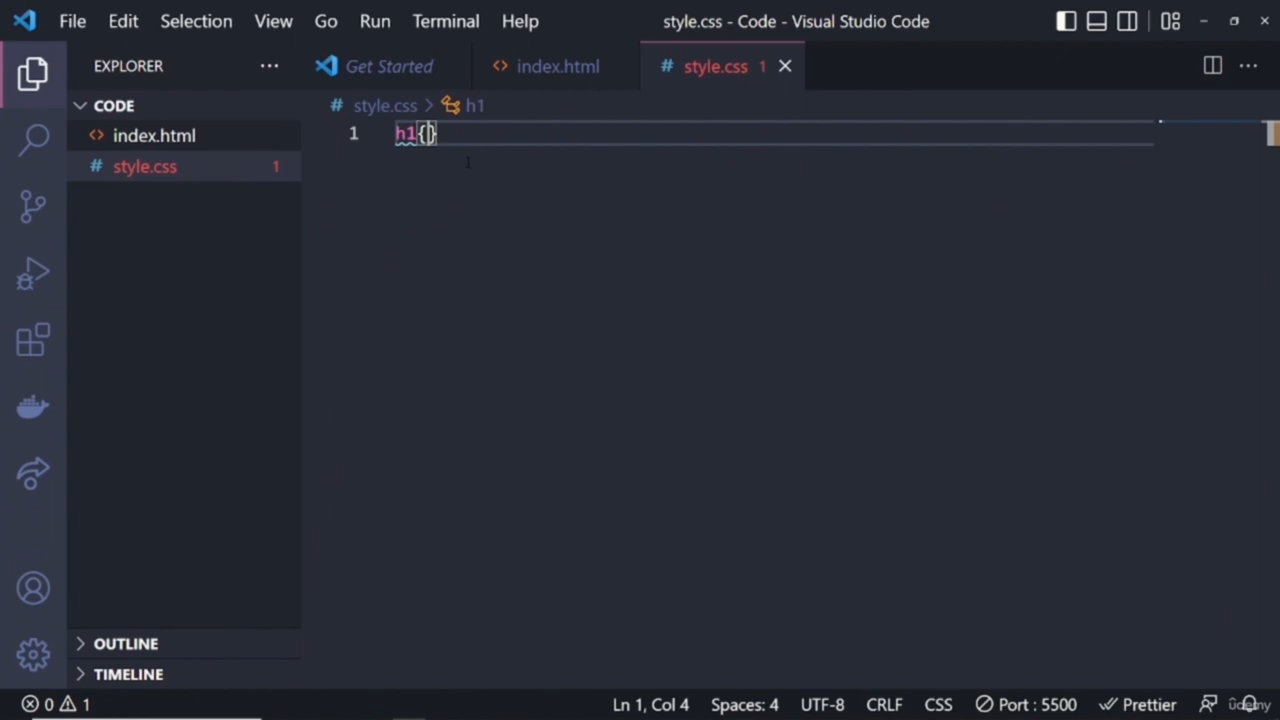 File Edit Selection View Go Run Terminal Help style.css - Code - Visual Studio Code
EXPLORER Get Started index.html style.css 1
CODE
style.css > h1
index.html
style.css 1
1 h1{}
OUTLINE
TIMELINE
0 1 Ln 1, Col 4 Spaces: 4 UTF-8 CRLF CSS Port : 5500 Prettier
ûdemy